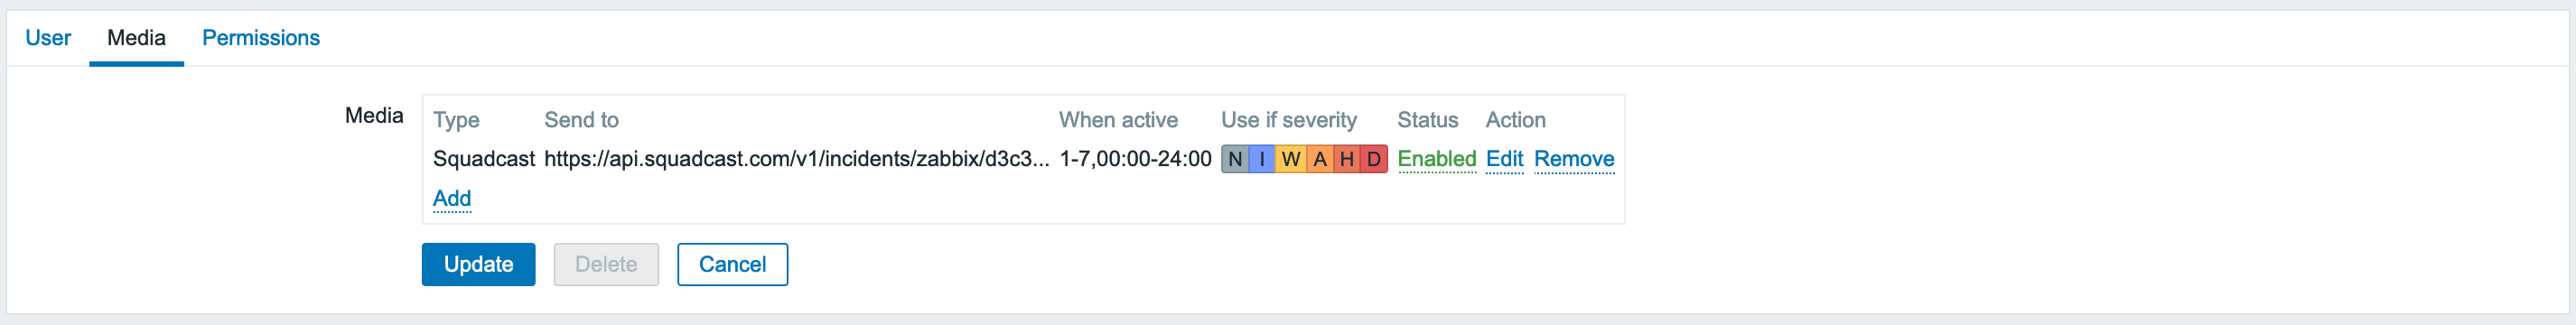 User Media Permissions
Media
Type Send to When active Use if severity Status Action
Squadcast https://api.squadcast.com/v1/incidents/zabbix/d3c3... 1-7,00:00-24:00 N I W A H D Enabled Edit Remove
Add
Update Delete Cancel